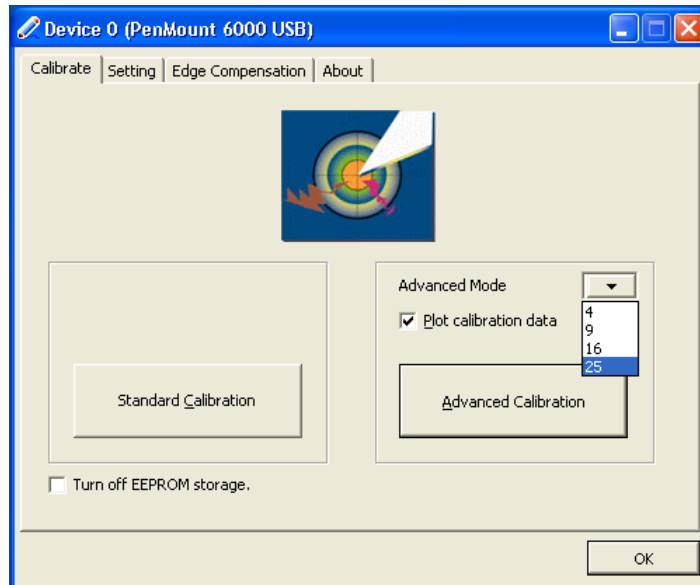 Device 0 (PenMount 6000 USB)
Calibrate Setting Edge Compensation About
Advanced Mode
Plot calibration data
4
9
16
25
Standard Calibration
Advanced Calibration
Turn off EEPROM storage.
OK